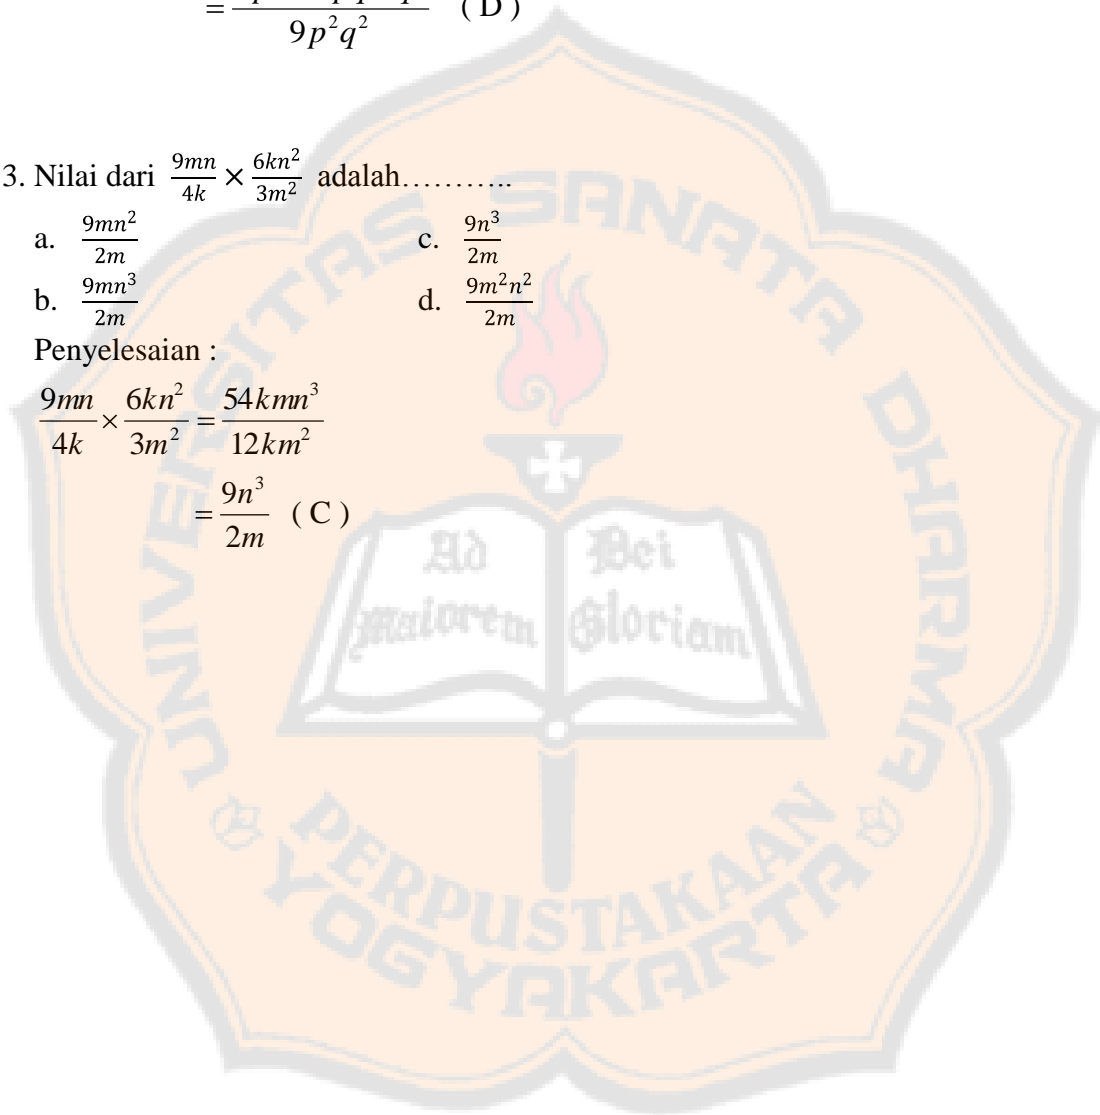 = / 9p²q² ( D )
3. Nilai dari 9mn/4k × 6kn²/3m² adalah………..
a. 9mn²/2m c. 9n³/2m
b. 9mn³/2m d. 9m²n²/2m
Penyelesaian :
9mn/4k × 6kn²/3m² = 54kmn³/12km²
= 9n³/2m ( C )
UNIVERSITAS SANATA DHARMA
Ad Dei
maiorem Gloriam
PERPUSTAKAAN
YOGYAKARTA